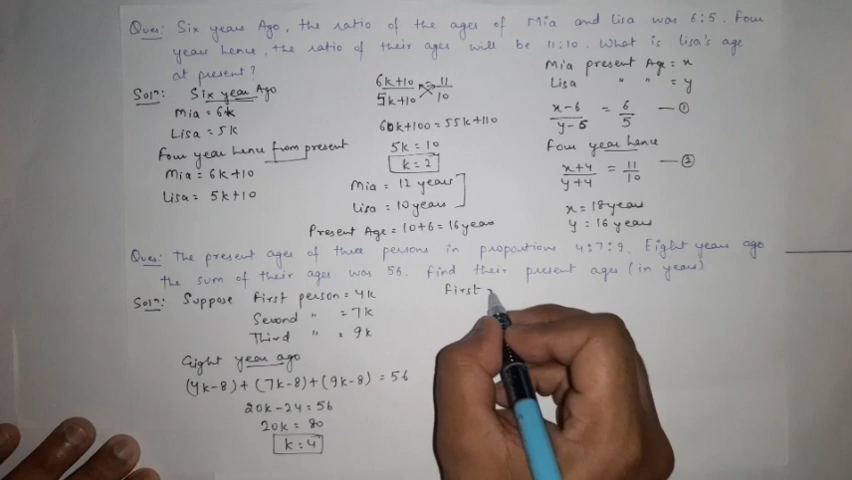 Ques: Six years Ago, the ratio of the ages of Mia and Lisa was 6:5. Four
years hence, the ratio of their ages will be 11:10. What is Lisa's age
at present?
Soln: Six year Ago
Mia = 6k
Lisa = 5k
Four year hence from present
Mia = 6k+10
Lisa = 5k+10
6k+10/5k+10 = 11/10
60k+100 = 55k+110
5k = 10
k = 2
Mia = 12 years
Lisa = 10 years
Present Age = 10+6 = 16 years
Mia present Age = x
Lisa " " = y
x-6/y-6 = 6/5 — ①
Four year hence
x+4/y+4 = 11/10 — ②
x = 18 years
y = 16 years
Ques: The present ages of three persons in proportions 4:7:9. Eight years ago
the sum of their ages was 56. Find their present ages (in years)
Soln: Suppose First person = 4k
Second " = 7k
Third " = 9k
Eight year ago
(4k-8)+(7k-8)+(9k-8) = 56
20k-24 = 56
20k = 80
k = 4
First